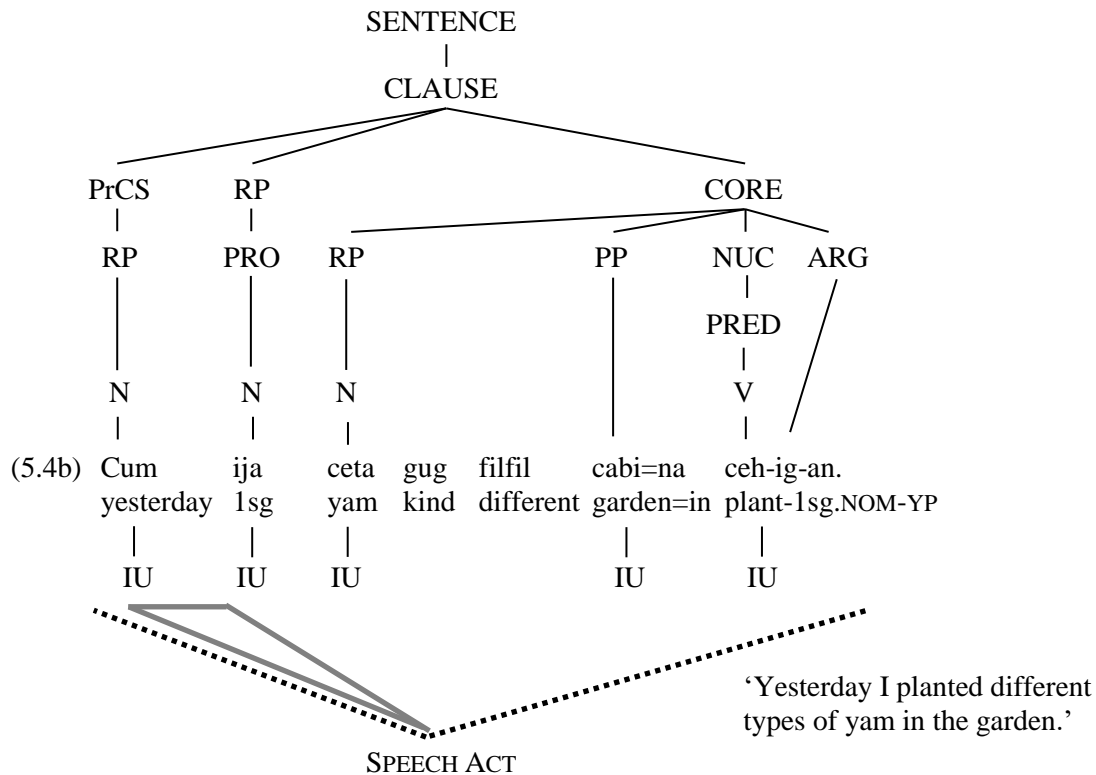 SENTENCE
CLAUSE
PrCS RP CORE
RP PRO RP PP NUC ARG
PRED
N N N V
(5.4b) Cum ija ceta gug filfil cabi=na ceh-ig-an.
yesterday 1sg yam kind different garden=in plant-1sg.NOM-YP
IU IU IU IU IU
‘Yesterday I planted different
types of yam in the garden.’
SPEECH ACT